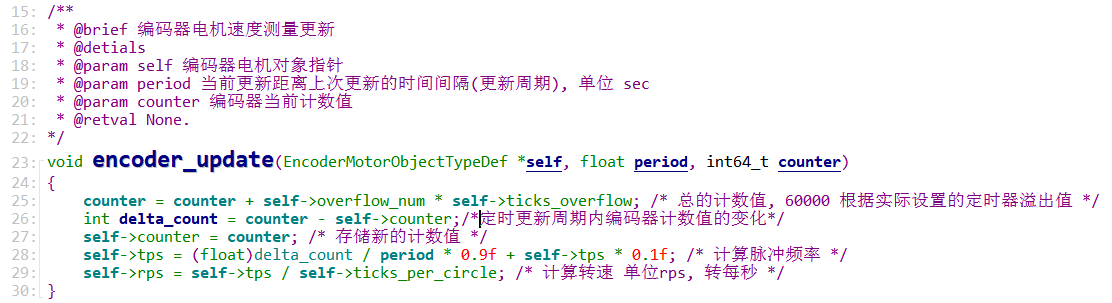 15: /**
16: * @brief 编码器电机速度测量更新
17: * @detials
18: * @param self 编码器电机对象指针
19: * @param period 当前更新距离上次更新的时间间隔(更新周期), 单位 sec
20: * @param counter 编码器当前计数值
21: * @retval None.
22: */
23: void encoder_update(EncoderMotorObjectTypeDef *self, float period, int64_t counter)
24: {
25: counter = counter + self->overflow_num * self->ticks_overflow; /* 总的计数值, 60000 根据实际设置的定时器溢出值 */
26: int delta_count = counter - self->counter;/*定时更新周期内编码器计数值的变化*/
27: self->counter = counter; /* 存储新的计数值 */
28: self->tps = (float)delta_count / period * 0.9f + self->tps * 0.1f; /* 计算脉冲频率 */
29: self->rps = self->tps / self->ticks_per_circle; /* 计算转速 单位rps, 转每秒 */
30: }